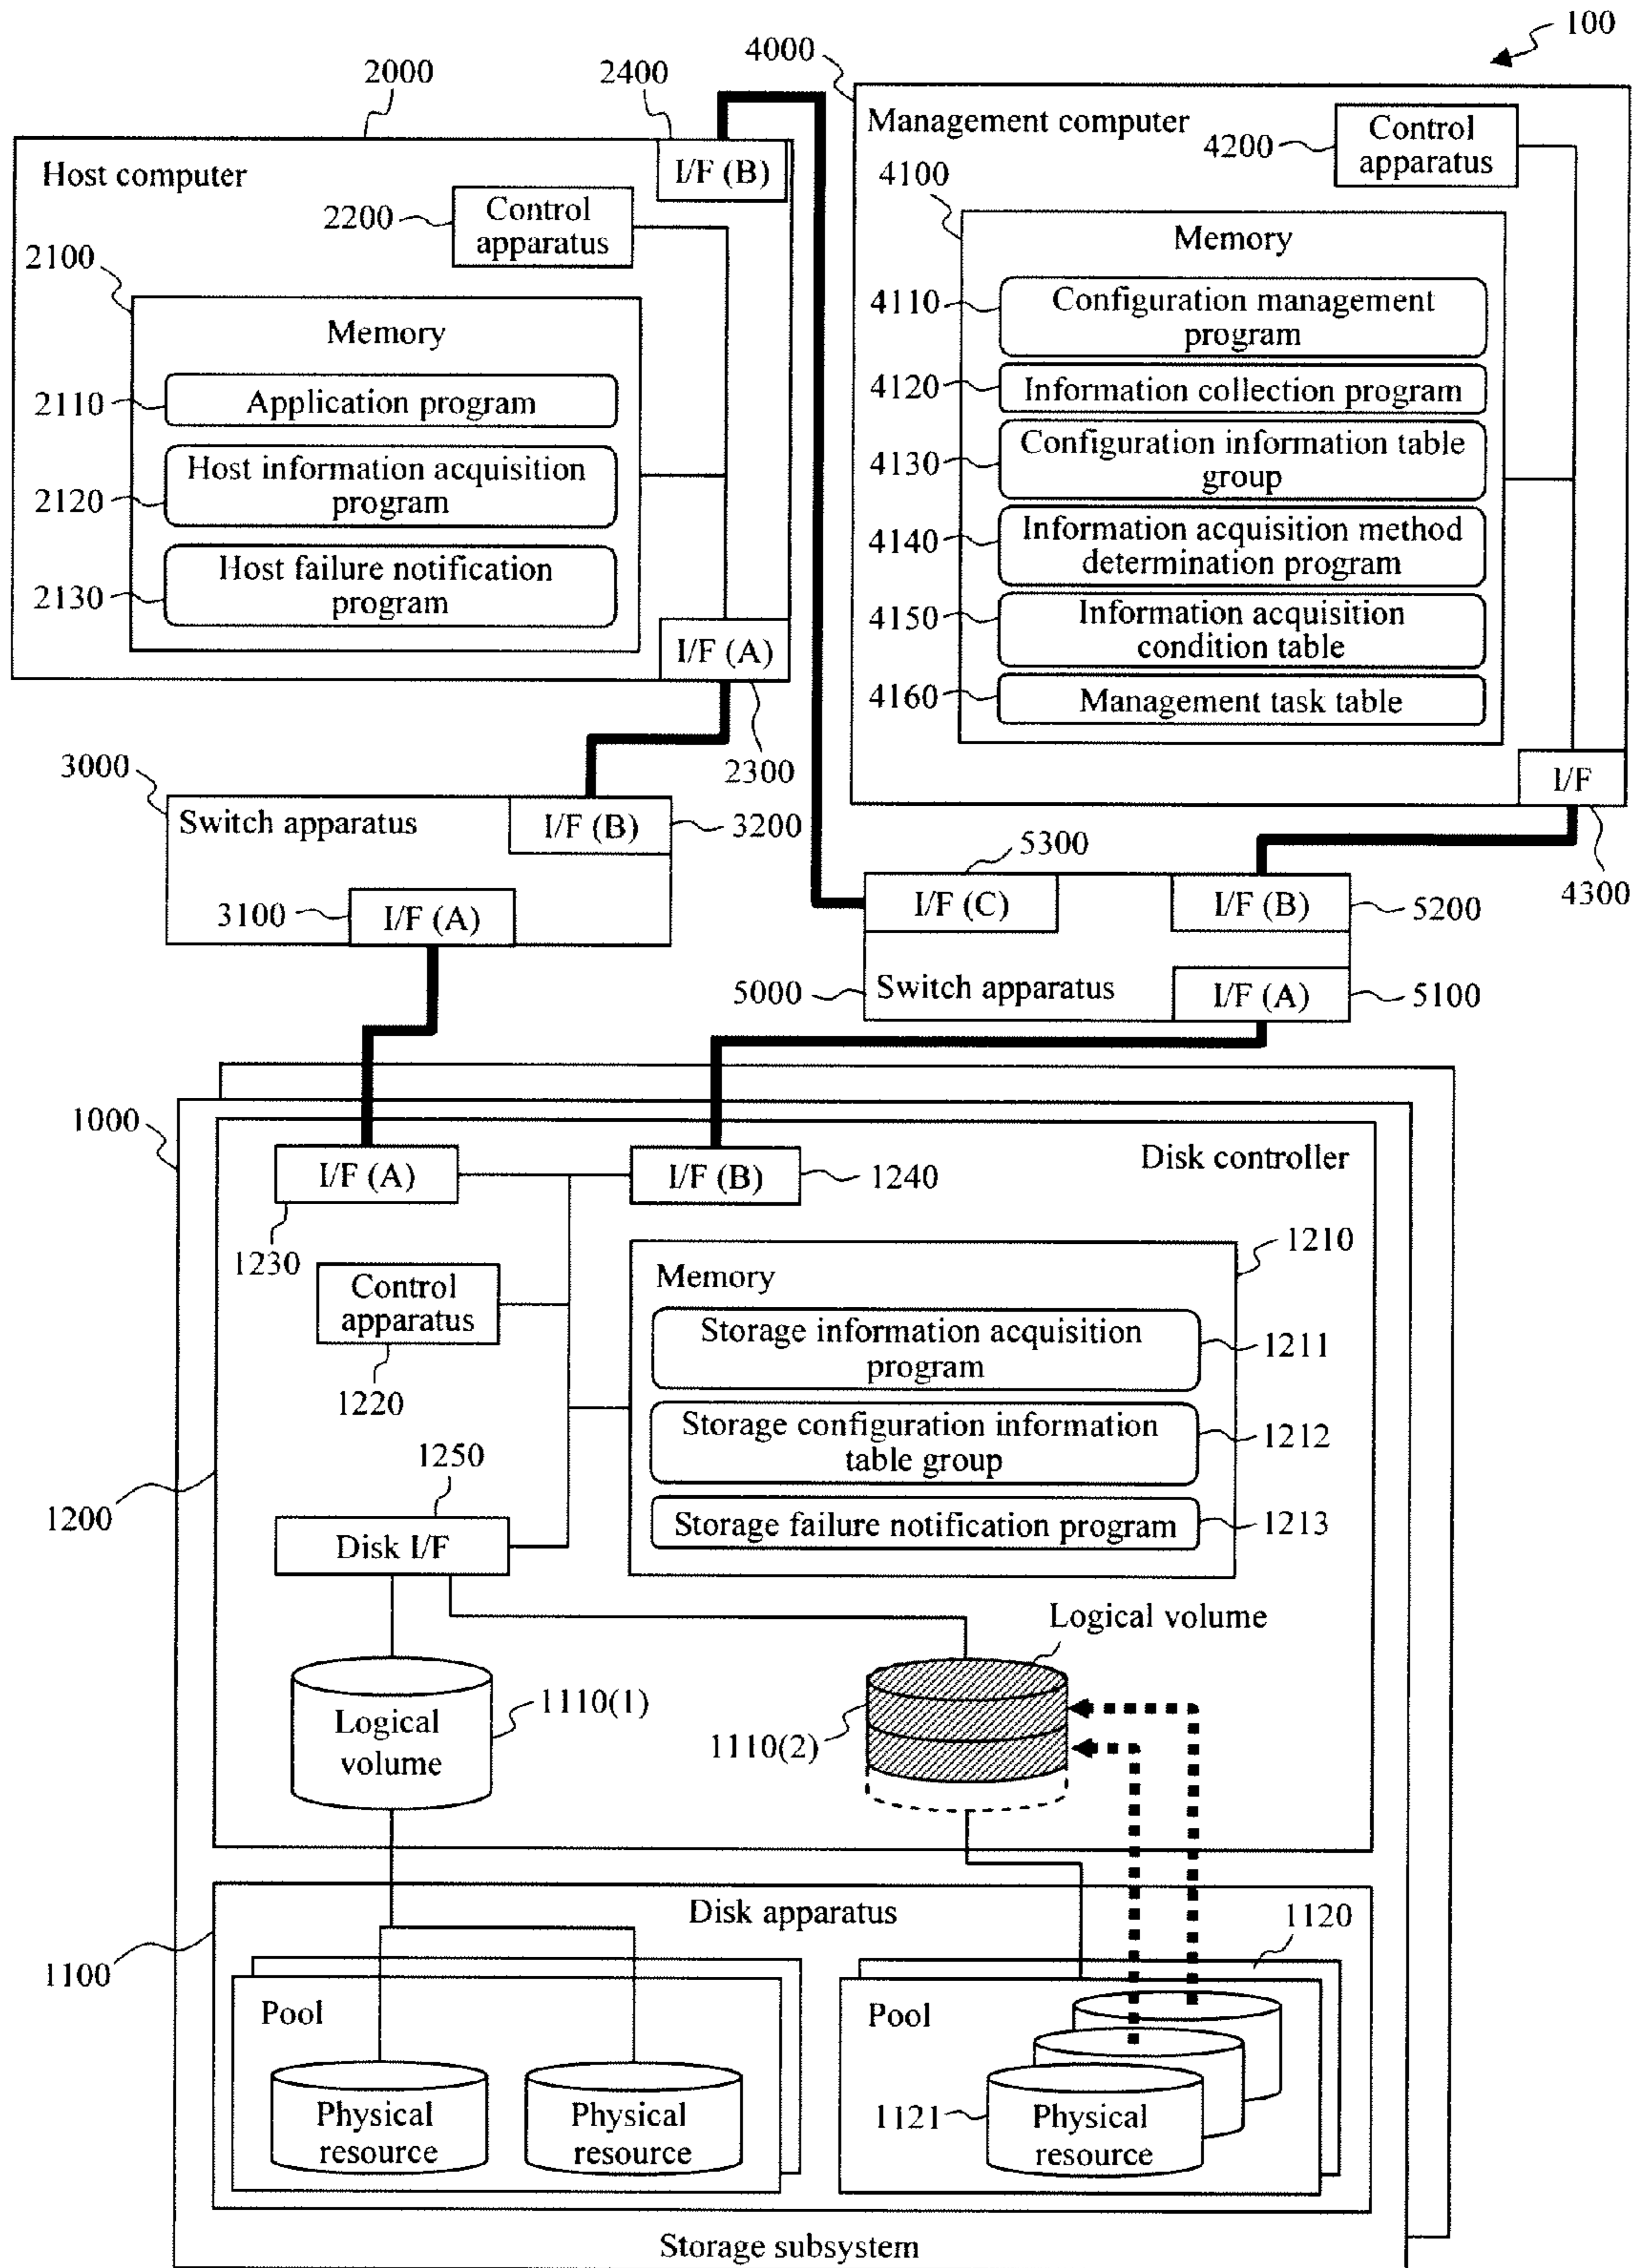 100
2000
2400
4000
Host computer
I/F (B)
2200
Control
apparatus
2100
Memory
2110
Application program
2120
Host information acquisition
program
2130
Host failure notification
program
I/F (A)
2300
Management computer
4200
Control
apparatus
4100
Memory
4110
Configuration management
program
4120
Information collection program
4130
Configuration information table
group
4140
Information acquisition method
determination program
4150
Information acquisition
condition table
4160
Management task table
I/F
4300
3000
Switch apparatus
I/F (B)
3200
3100
I/F (A)
5300
I/F (C)
I/F (B)
5200
5000
Switch apparatus
I/F (A)
5100
1000
I/F (A)
I/F (B)
1240
Disk controller
1230
1210
Control
apparatus
1220
Memory
Storage information acquisition
program
1211
Storage configuration information
table group
1212
Storage failure notification program
1213
1250
1200
Disk I/F
Logical volume
Logical
volume
1110(1)
1110(2)
Disk apparatus
1120
1100
Pool
Physical
resource
Physical
resource
Pool
1121
Physical
resource
Storage subsystem